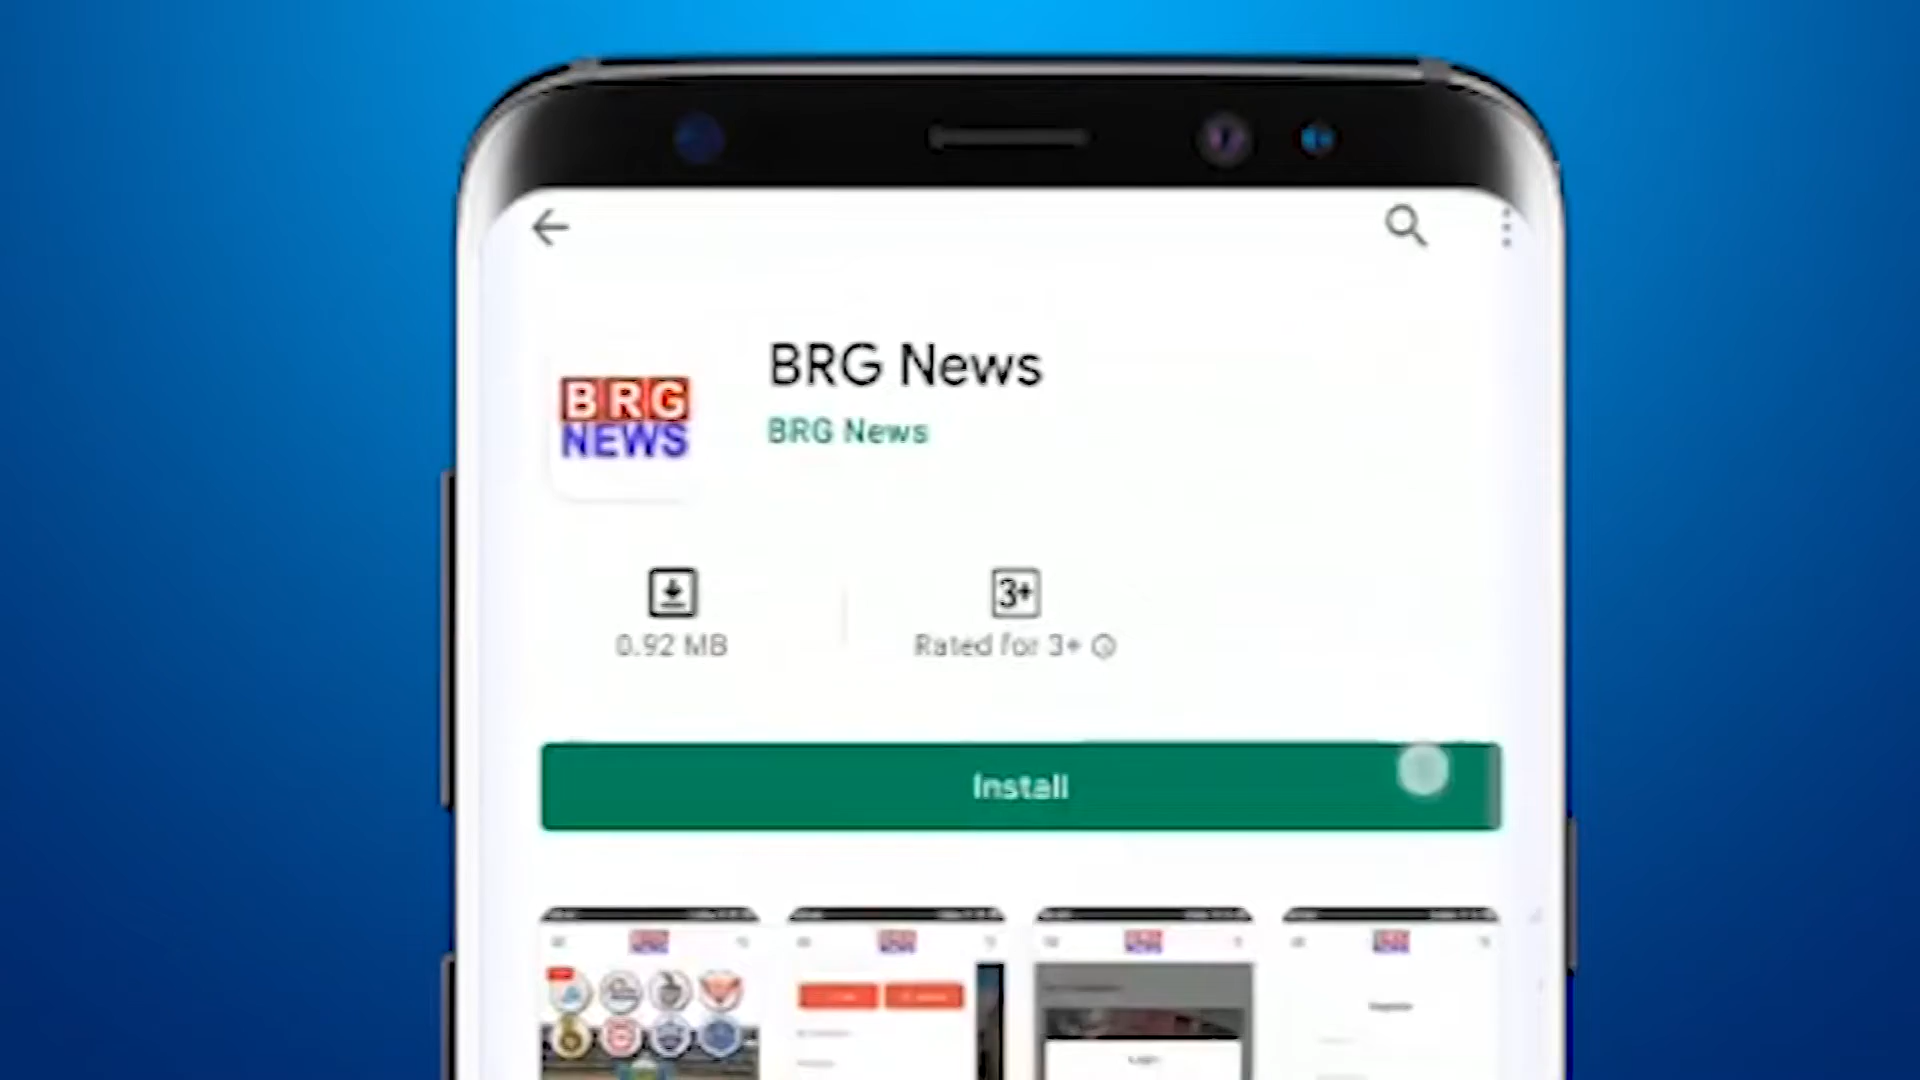 BRG
NEWS
BRG News
BRG News
3+
0.92 MB
Rated for 3+
Install